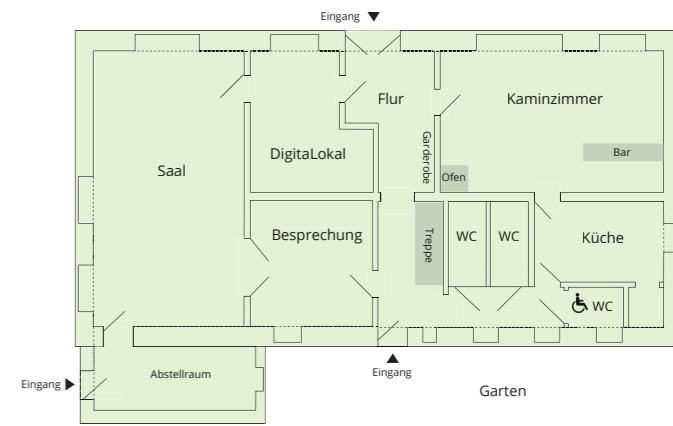 Eingang
Flur
Kaminzimmer
Garderobe
DigitaLokal
Bar
Saal
Ofen
Besprechung
Treppe
WC
WC
Küche
WC
Eingang
Abstellraum
Eingang
Garten